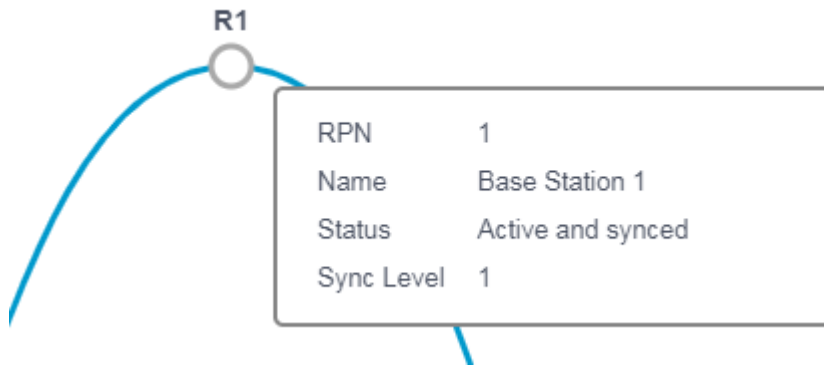 R1
RPN 1
Name Base Station 1
Status Active and synced
Sync Level 1